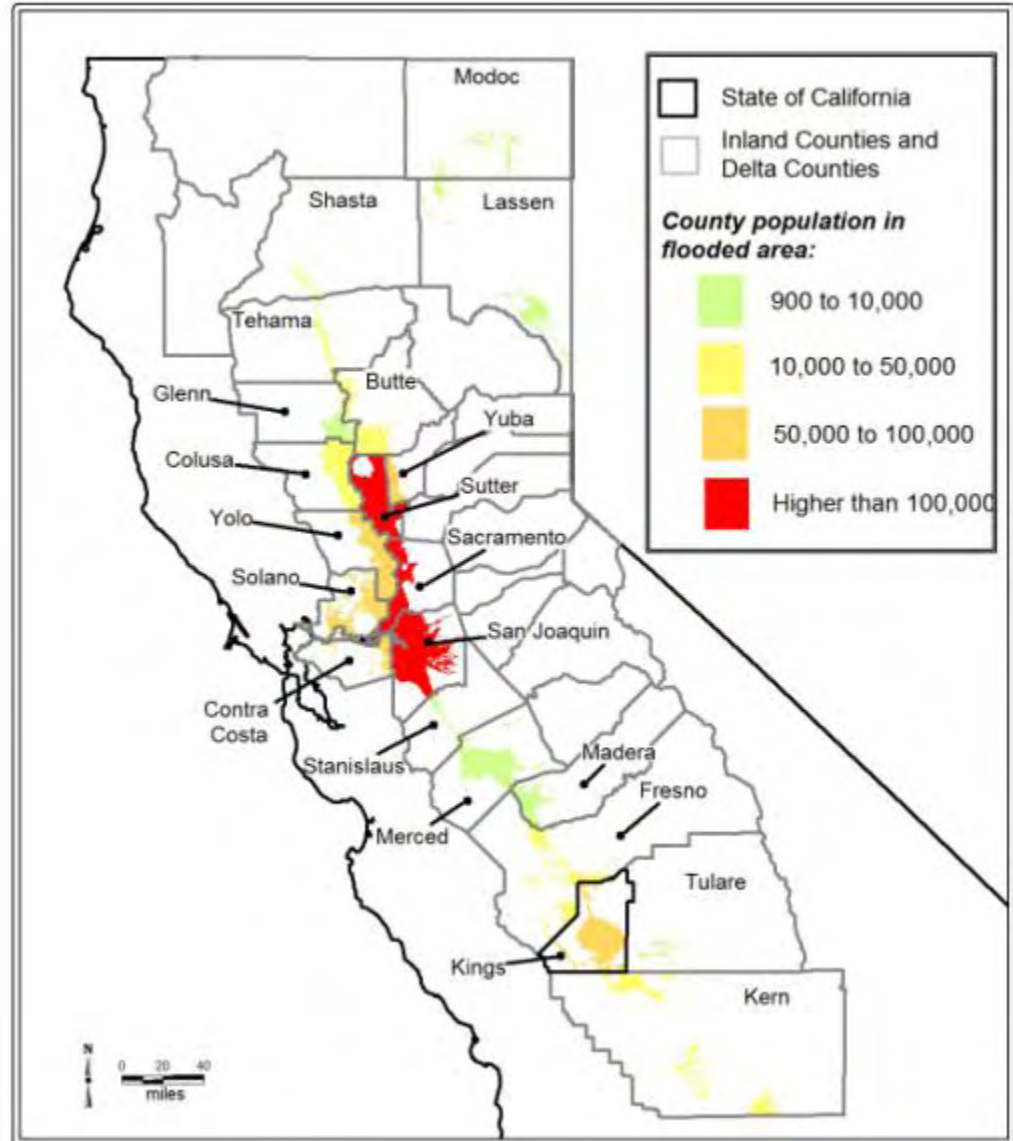 Modoc
Shasta
Lassen
Tehama
Butte
Glenn
Yuba
Colusa
Sutter
Yolo
Sacramento
Solano
San Joaquin
Contra
Costa
Stanislaus
Madera
Fresno
Merced
Tulare
Kings
Kern
State of California
Inland Counties and
Delta Counties
County population in
flooded area:
900 to 10,000
10,000 to 50,000
50,000 to 100,000
Higher than 100,000
N
0 20 40
miles